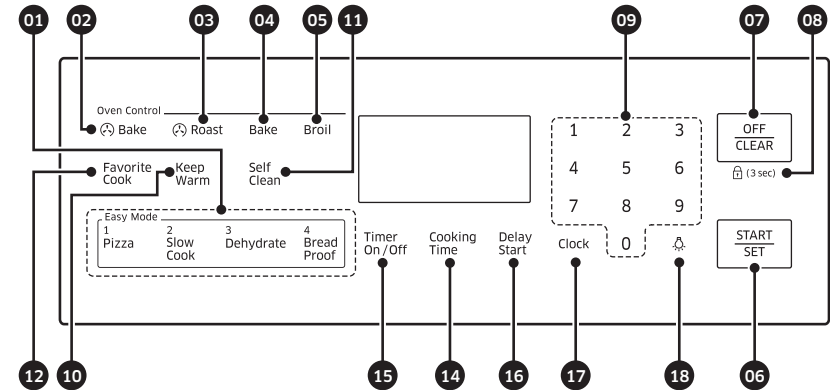 01 02 03 04 05 11 09 07 08
Oven Control
Bake Roast Bake Broil
Favorite Cook
Keep Warm
Self Clean
Easy Mode
1 Pizza
2 Slow Cook
3 Dehydrate
4 Bread Proof
Timer On/Off
Cooking Time
Delay Start
Clock
1 2 3
4 5 6
7 8 9
0
OFF
CLEAR
(3 sec)
START
SET
12 10 15 14 16 17 18 06